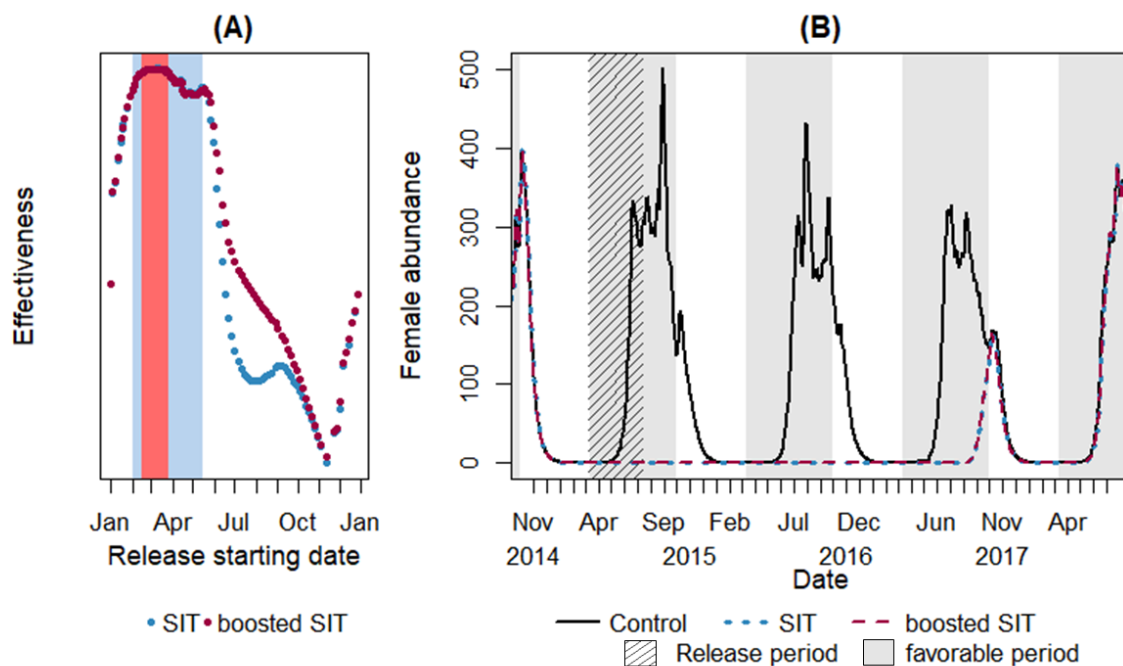 (A)
Effectiveness
Jan Apr Jul Oct Jan
Release starting date
SIT boosted SIT
(B)
Female abundance
500
400
300
200
100
0
Nov Apr Sep Feb Jul Dec Jun Nov Apr
2014 2015 2016 2017
Date
Control SIT boosted SIT
Release period favorable period